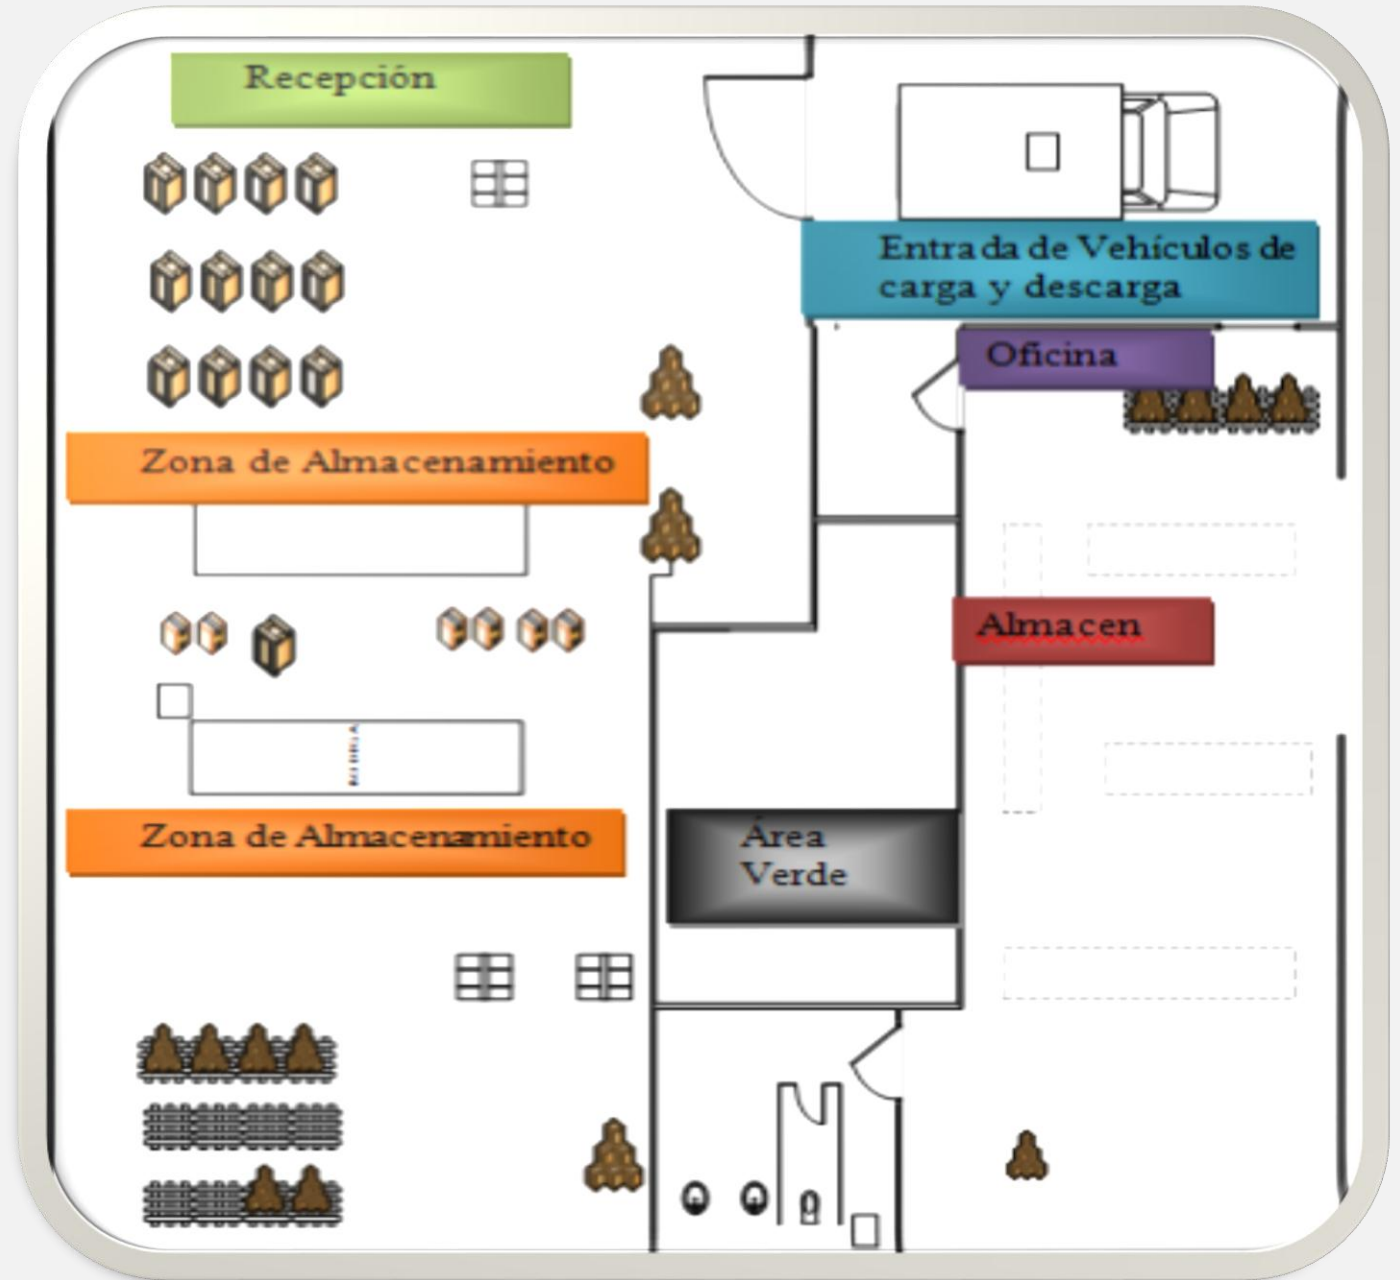 Recepción
Entrada de Vehículos de
carga y descarga
Oficina
Zona de Almacenamiento
Almacen
Zona de Almacenamiento
Área
Verde